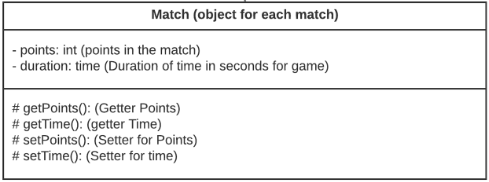 Match (object for each match)
- points: int (points in the match)
- duration: time (Duration of time in seconds for game)
# getPoints(): (Getter Points)
# getTime(): (getter Time)
# setPoints(): (Setter for Points)
# setTime(): (Setter for time)